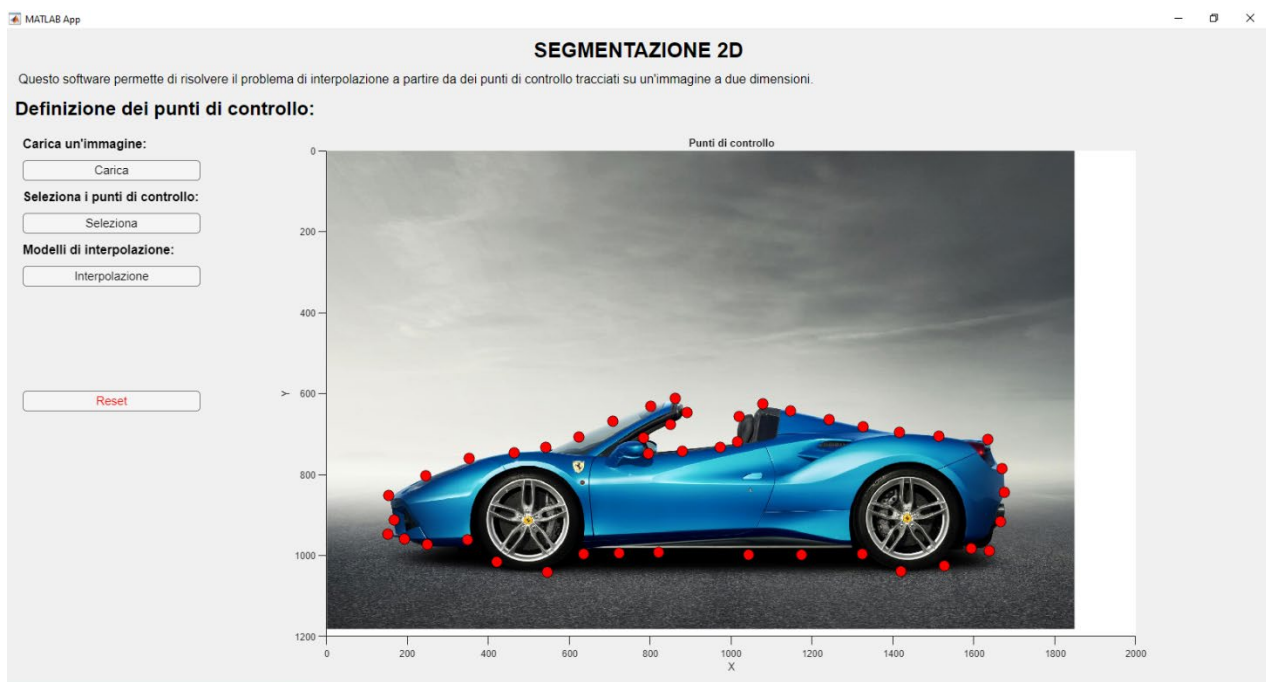 MATLAB App
SEGMENTAZIONE 2D
Questo software permette di risolvere il problema di interpolazione a partire da dei punti di controllo tracciati su un'immagine a due dimensioni.
Definizione dei punti di controllo:
Carica un'immagine:
Carica
Seleziona i punti di controllo:
Seleziona
Modelli di interpolazione:
Interpolazione
Reset
Punti di controllo
0
200
400
600
800
1000
1200
Y
0 200 400 600 800 1000 1200 1400 1600 1800 2000
X